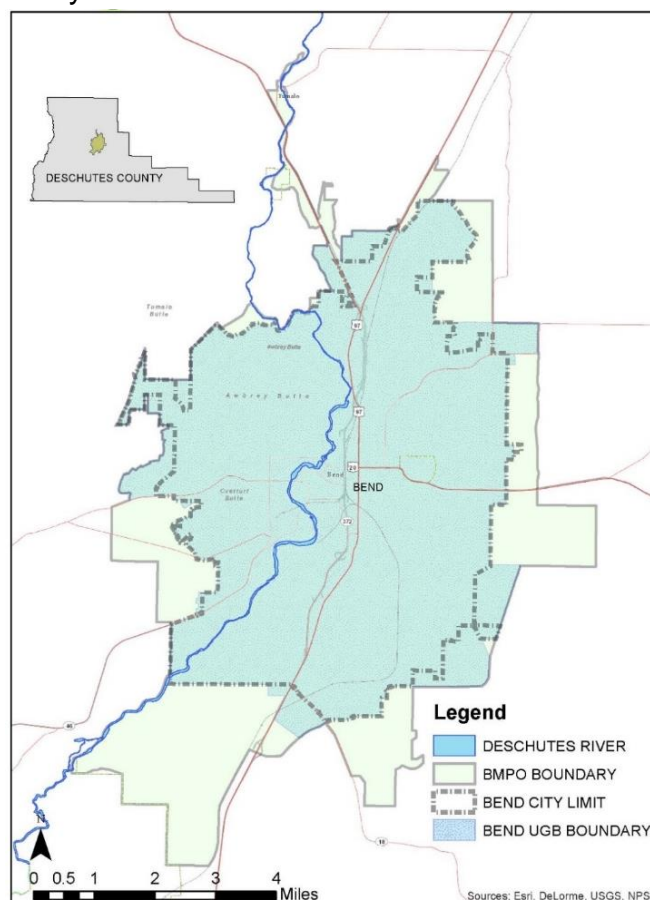 Tumalo
DESCHUTES COUNTY
Tumalo
Butte
97
Awbrey Butte
Awbrey Butte
97
Bend
20
BEND
Overturf
Butte
372
46
Legend
DESCHUTES RIVER
BMPO BOUNDARY
BEND CITY LIMIT
BEND UGB BOUNDARY
18
N
0 0.5 1 2 3 4
Miles
Sources: Esri, DeLorme, USGS, NPS